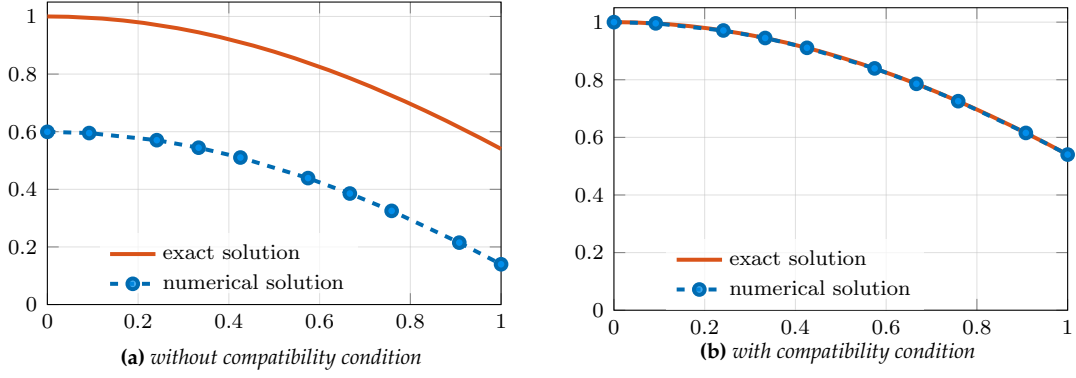 1
0.8
0.6
0.4
0.2
0
0 0.2 0.4 0.6 0.8 1
exact solution
numerical solution
(a) without compatibility condition
1
0.8
0.6
0.4
0.2
0
0 0.2 0.4 0.6 0.8 1
exact solution
numerical solution
(b) with compatibility condition